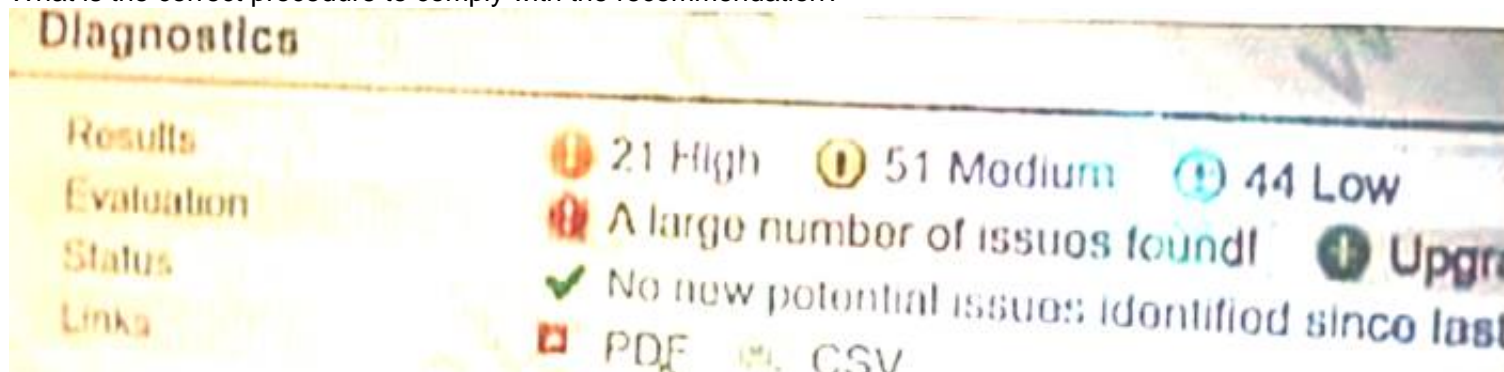 What is the correct procedure to comply with the recommendation?
Diagnostics
Results
21 High 51 Medium 44 Low
Evaluation
A large number of issues found!
Status
No new potential issues identified since last
Links
PDF CSV